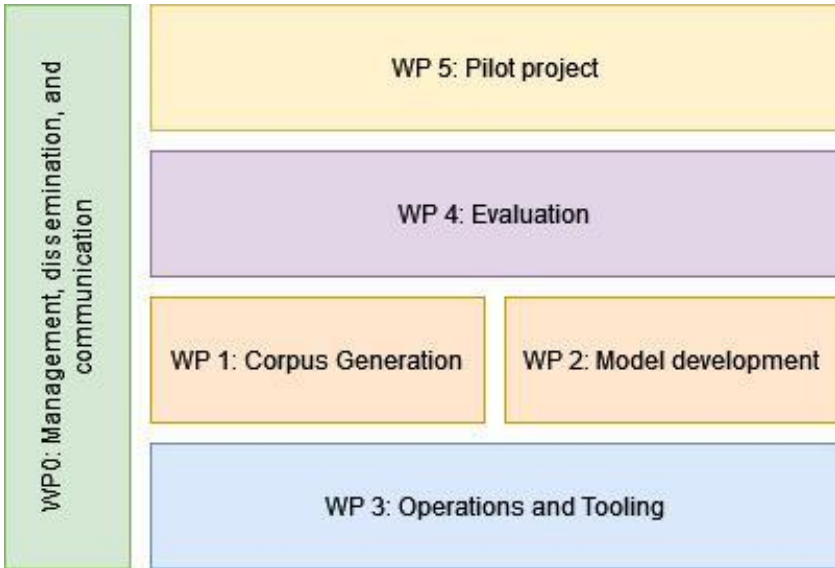 WP0: Management, dissemination, and
communication
WP 5: Pilot project
WP 4: Evaluation
WP 1: Corpus Generation
WP 2: Model development
WP 3: Operations and Tooling